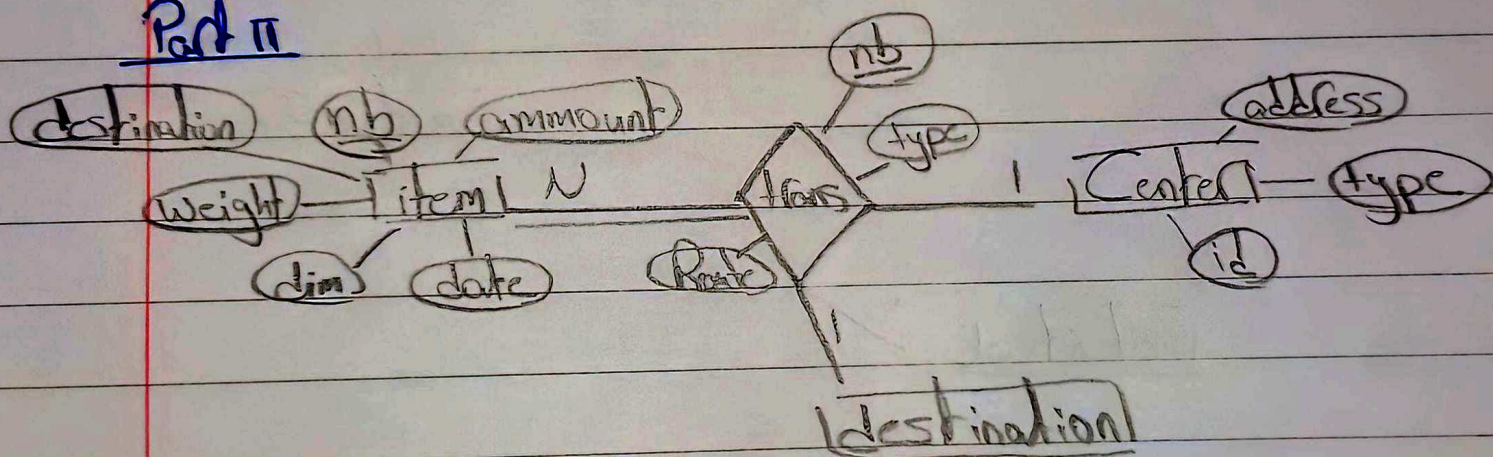 Part II
nb
destination nb ammount type address
weight item N trans 1 Center type
dim date Route id
1
destination